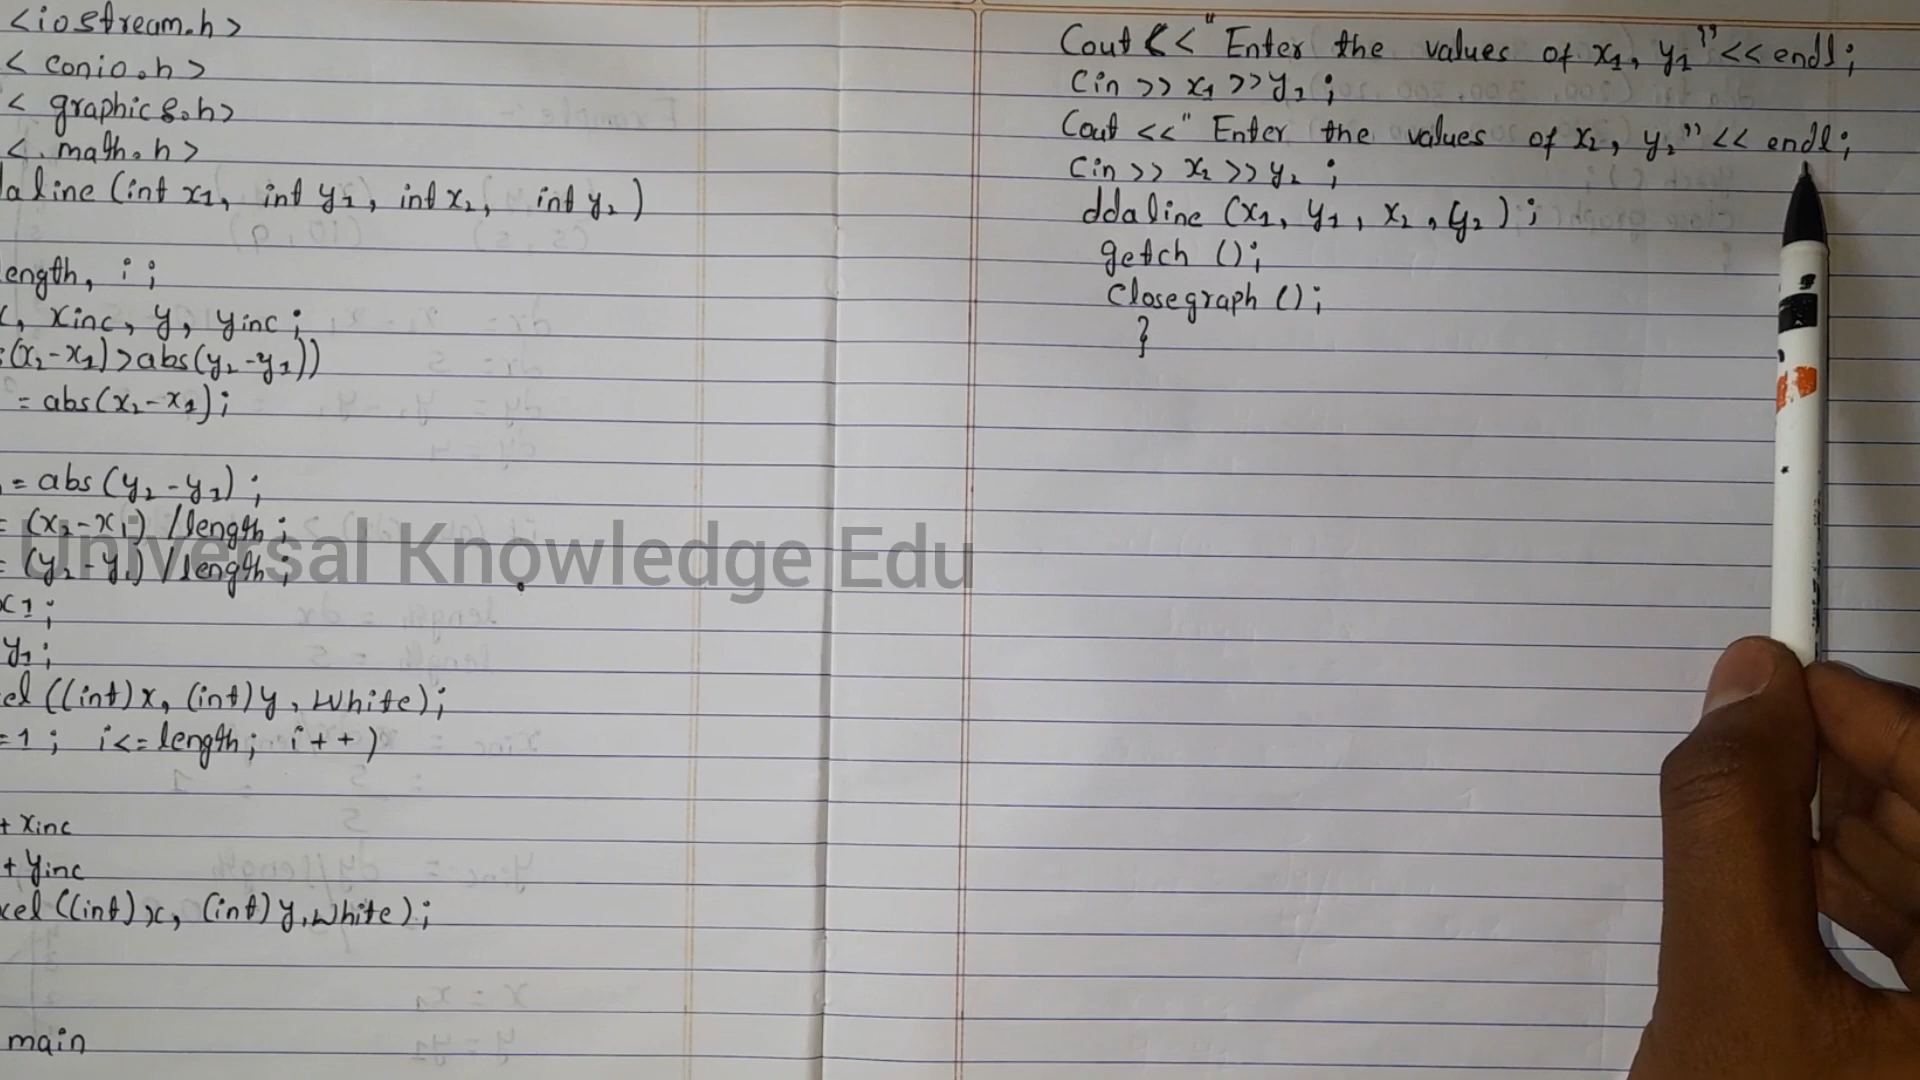 <iostream.h>
< conio.h>
< graphics.h>
<.math.h>
aline (int x1, int y1, int x2, int y2)
ength, i ;
, xinc, y, yinc;
(x2-x1)>abs(y2-y1))
= abs(x2-x1);
= abs (y2-y1) ;
= (x2-x1) /length ;
= (y2-y1) /length ;
x1;
y1;
el ((int)x, (int)y, White);
=1 ; i<=length; i++)
+ xinc
+ yinc
xel ((int)x, (int)y,White);
main
Cout << "Enter the values of x1, y1"<< endl;
Cin >> x1 >>y1 ;
Cout <<" Enter the values of x2, y2"<< endl;
Cin>> x2 >>y2 ;
ddaline (x1, y1, x2, y2) ;
getch ();
Closegraph ();
}
Universal Knowledge Edu